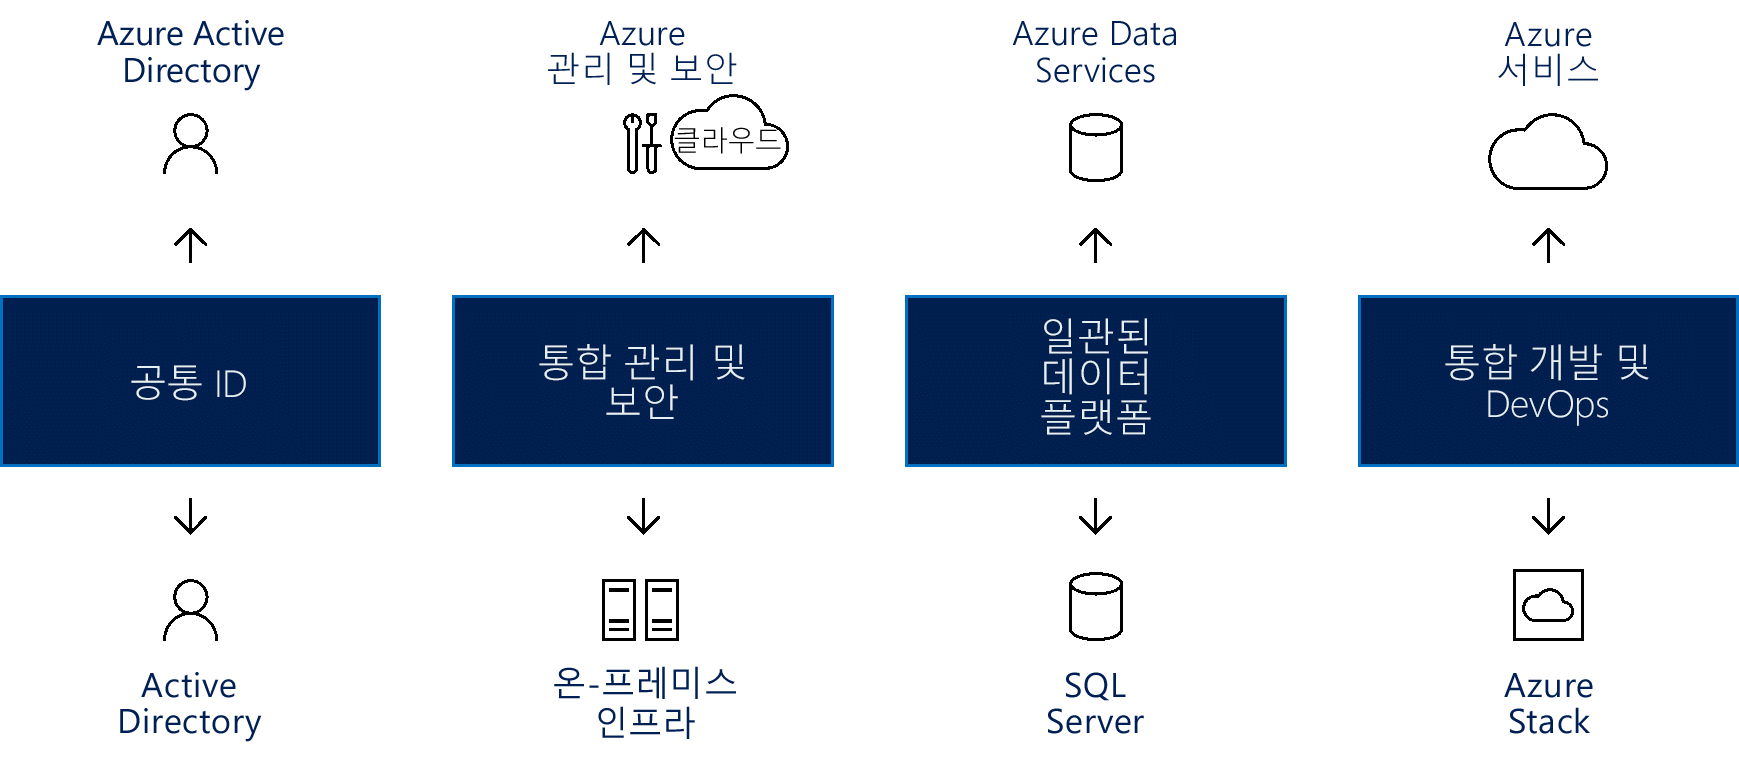 Azure Active
Directory
Azure
관리 및 보안
클라우드
Azure Data
Services
Azure
서비스
공통 ID
통합 관리 및
보안
일관된
데이터
플랫폼
통합 개발 및
DevOps
Active
Directory
온-프레미스
인프라
SQL
Server
Azure
Stack